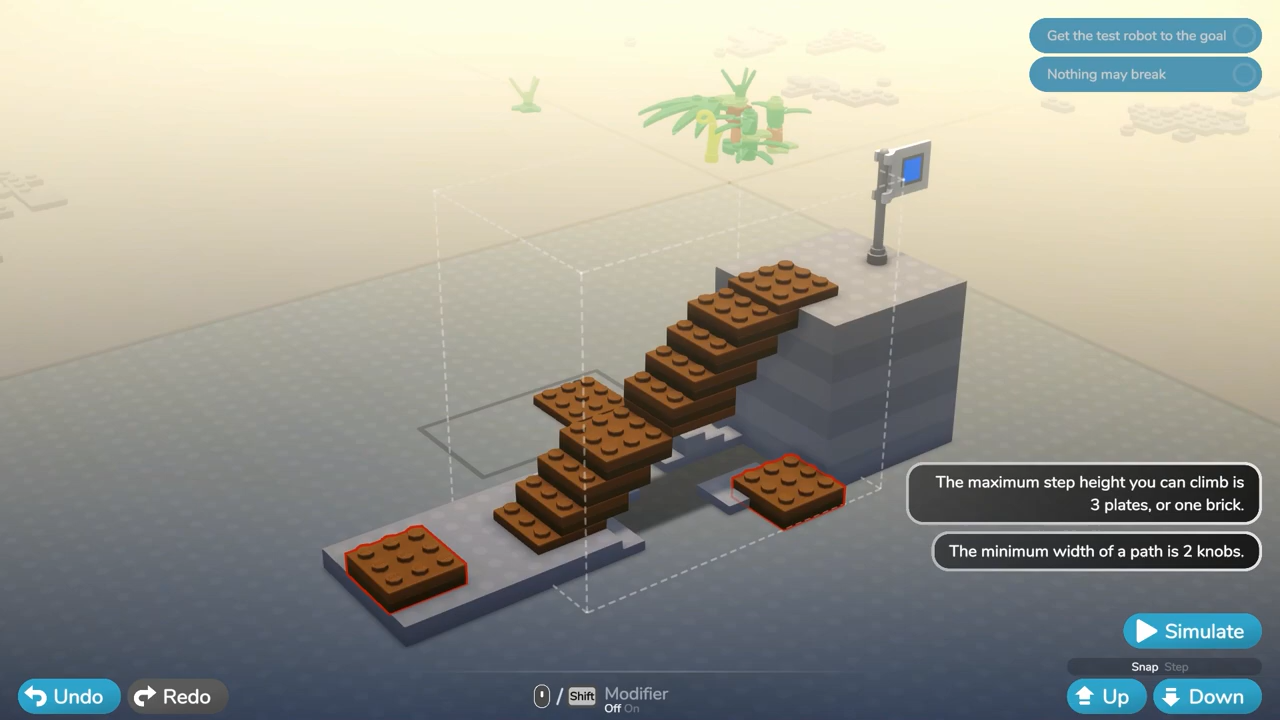 Get the test robot to the goal
Nothing may break
The maximum step height you can climb is
3 plates, or one brick.
The minimum width of a path is 2 knobs.
Simulate
Snap Step
Undo
Redo
/ Shift Modifier
Off On
Up
Down